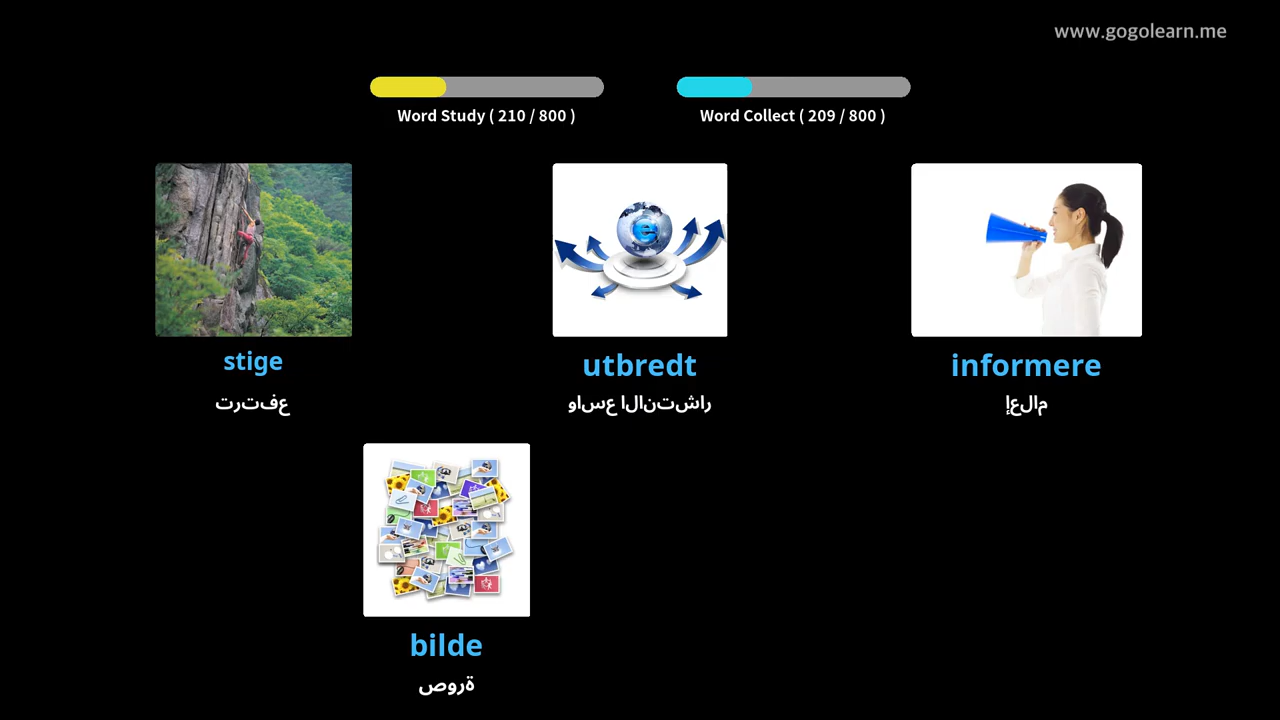 www.gogolearn.me
Word Study ( 210 / 800 )
Word Collect ( 209 / 800 )
stige
ترتفع
utbredt
واسع الانتشار
informere
إعلام
bilde
صورة